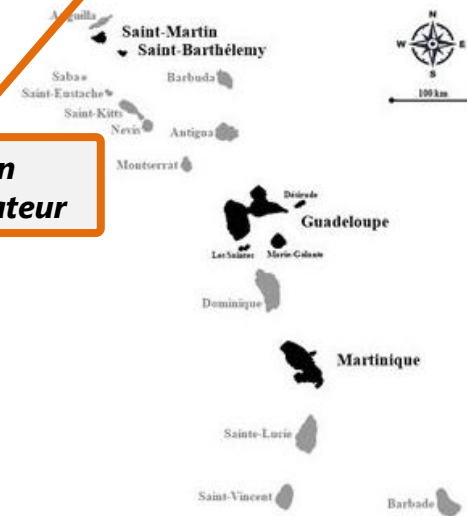 Anguilla
Saint-Martin
Saint-Barthélemy
N
W E
S
100 km
Saba
Saint-Eustache
Barbuda
Saint-Kitts
Nevis
Antigua
Montserrat
Désirade
Guadeloupe
Les Saintes
Marie-Galante
Dominique
Martinique
Sainte-Lucie
Saint-Vincent
Barbade